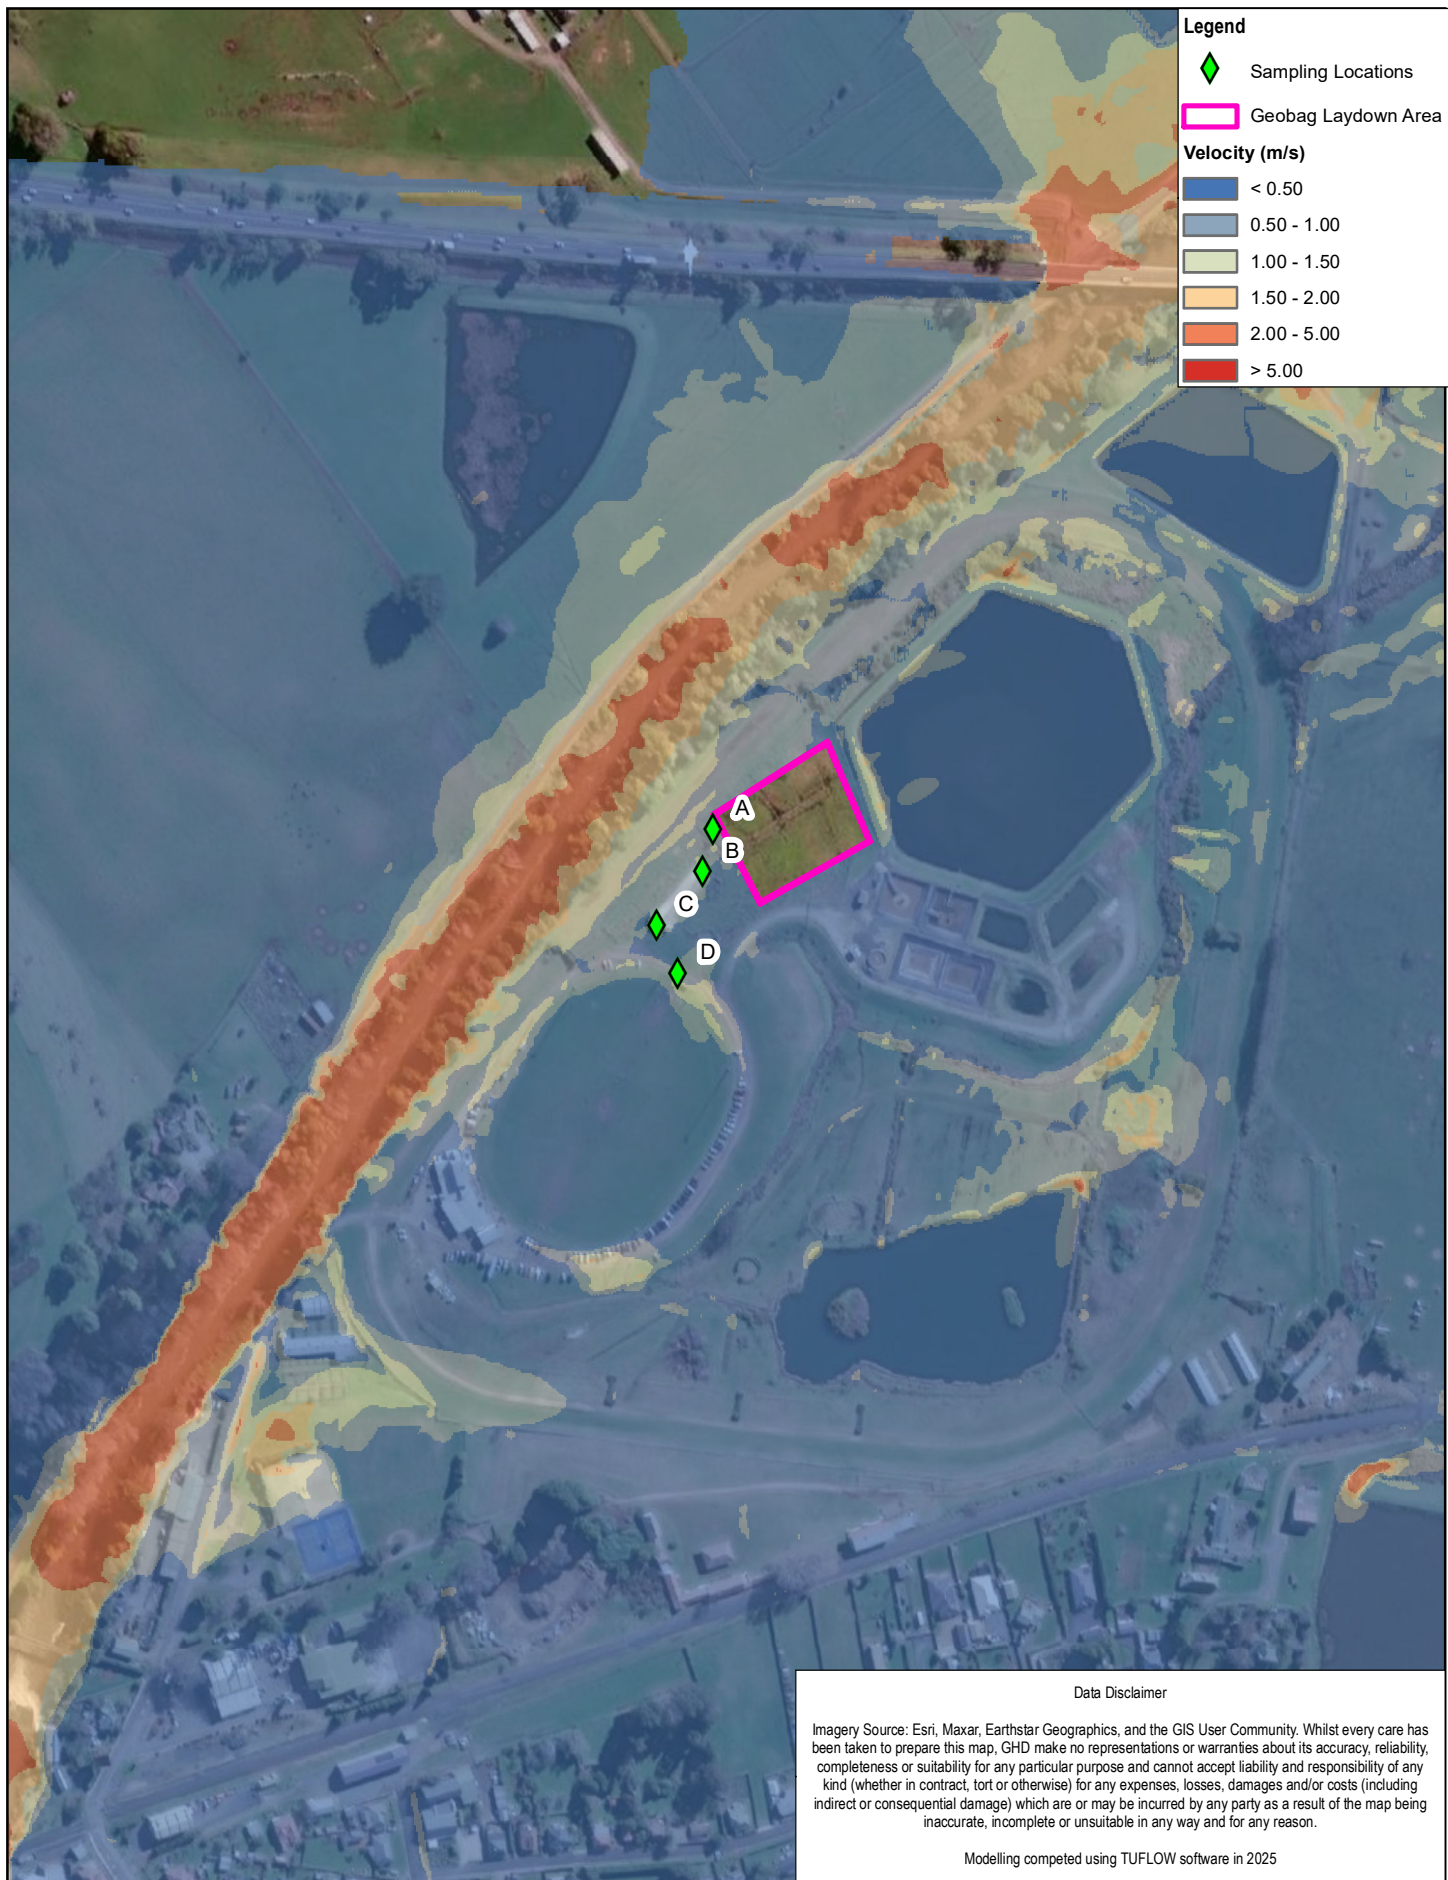 Legend
Sampling Locations
Geobag Laydown Area
Velocity (m/s)
< 0.50
0.50 - 1.00
1.00 - 1.50
1.50 - 2.00
2.00 - 5.00
> 5.00
A
B
C
D
Data Disclaimer
Imagery Source: Esri, Maxar, Earthstar Geographics, and the GIS User Community. Whilst every care has
been taken to prepare this map, GHD make no representations or warranties about its accuracy, reliability,
completeness or suitability for any particular purpose and cannot accept liability and responsibility of any
kind (whether in contract, tort or otherwise) for any expenses, losses, damages and/or costs (including
indirect or consequential damage) which are or may be incurred by any party as a result of the map being
inaccurate, incomplete or unsuitable in any way and for any reason.
Modelling competed using TUFLOW software in 2025